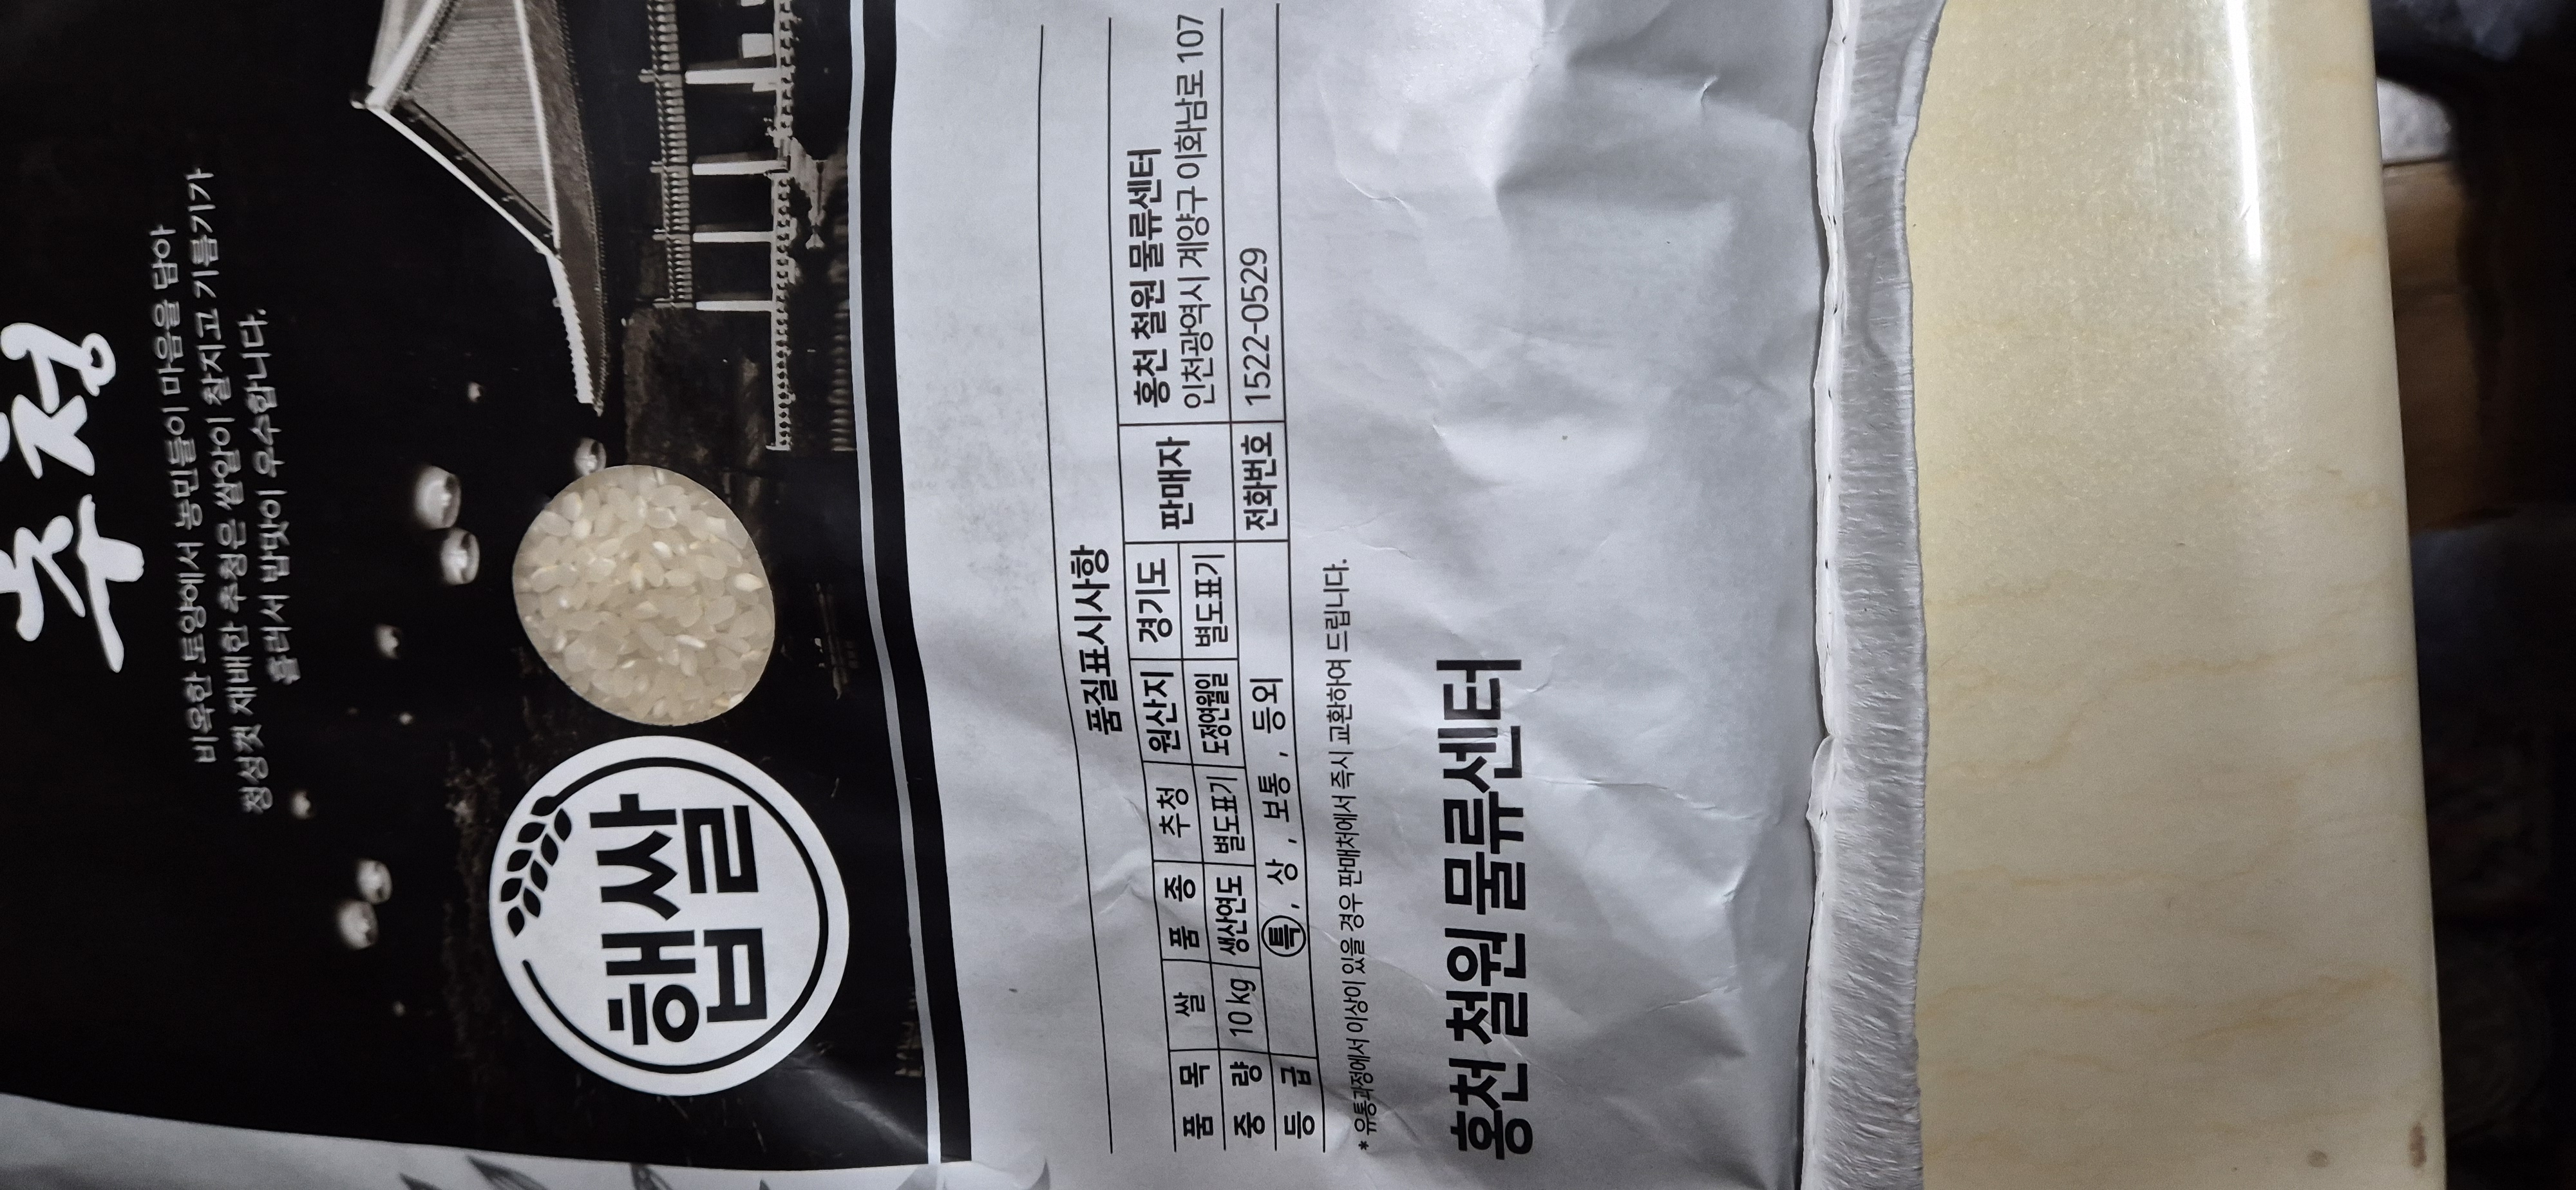 추청
비옥한 토양에서 농민들이 마음을 담아
정성껏 재배한 추청은 쌀알이 찰지고 기름기가
흘러서 밥맛이 우수합니다.
햅쌀
품질표시사항
품 목 쌀 품 종 추청 원산지 경기도 판매자 홍천 철원 물류센터
인천광역시 계양구 이화남로 107
중 량 10 kg 생산연도 별도표기 도정연월일 별도표기 전화번호 1522-0529
등 급 특, 상, 보통, 등외
* 유통과정에서 이상이 있을 경우 판매처에서 즉시 교환하여 드립니다.
홍천 철원 물류센터